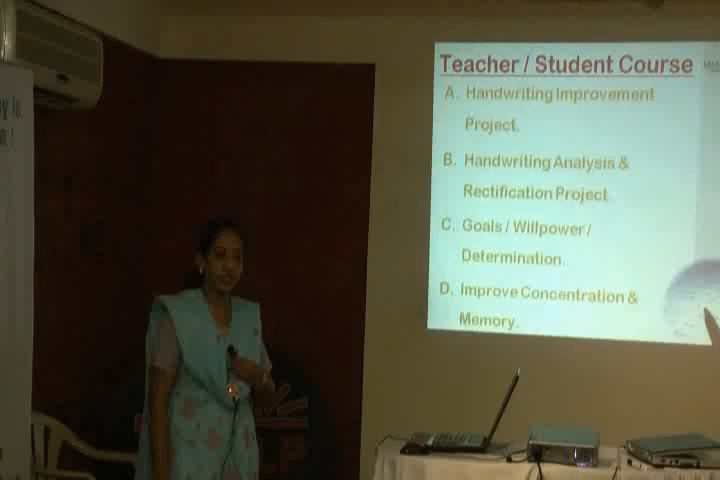 Teacher / Student Course
A. Handwriting Improvement
Project.
B. Handwriting Analysis &
Rectification Project
C. Goals / Willpower /
Determination.
D. Improve Concentration &
Memory.